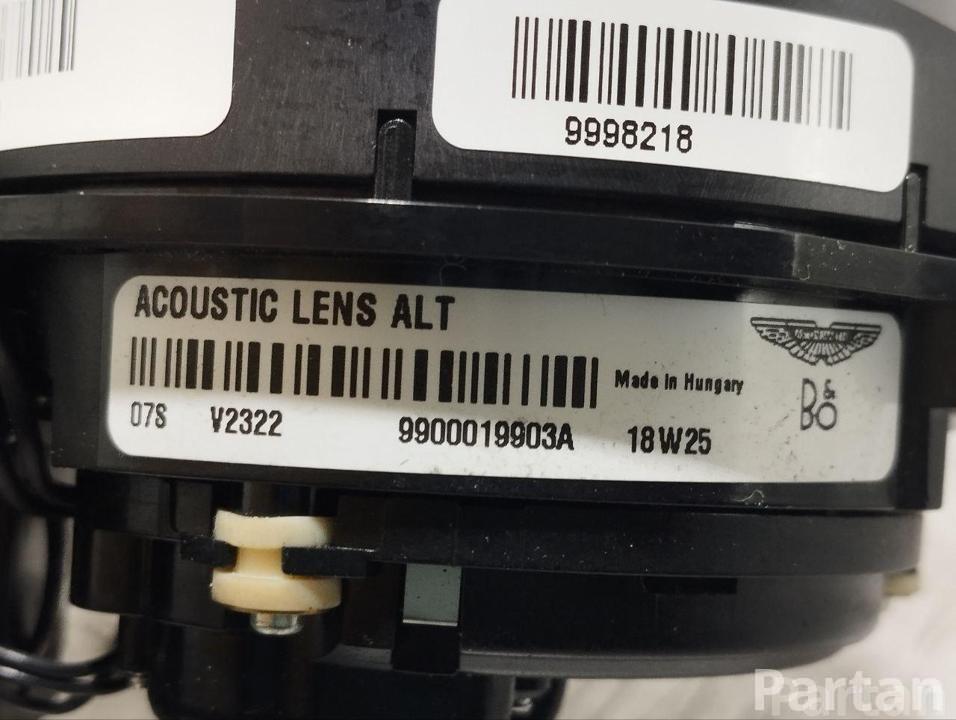 9998218
ACOUSTIC LENS ALT
Made in Hungary
B&O
07S V2322 9900019903A 18W25
Partan